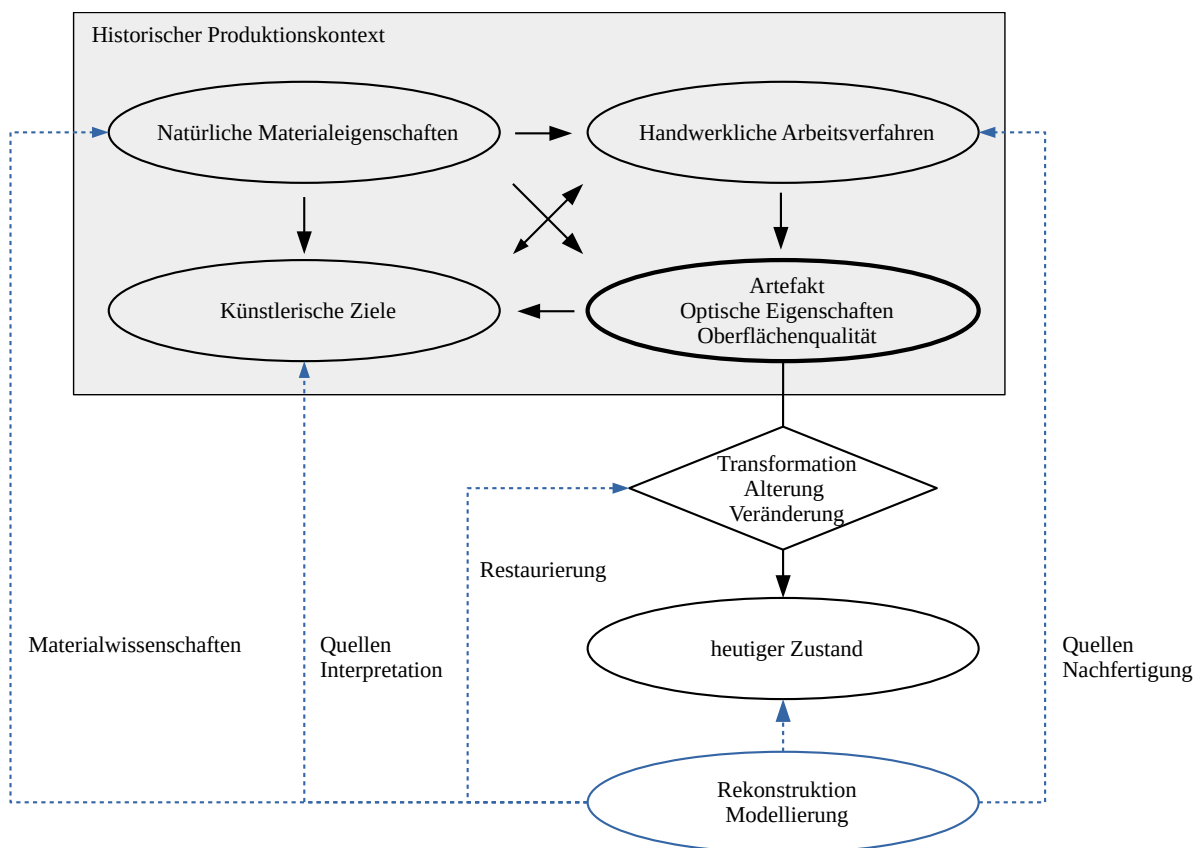 Historischer Produktionskontext
Natürliche Materialeigenschaften
Handwerkliche Arbeitsverfahren
Künstlerische Ziele
Artefakt
Optische Eigenschaften
Oberflächenqualität
Transformation
Alterung
Veränderung
Restaurierung
Materialwissenschaften
Quellen
Interpretation
heutiger Zustand
Quellen
Nachfertigung
Rekonstruktion
Modellierung